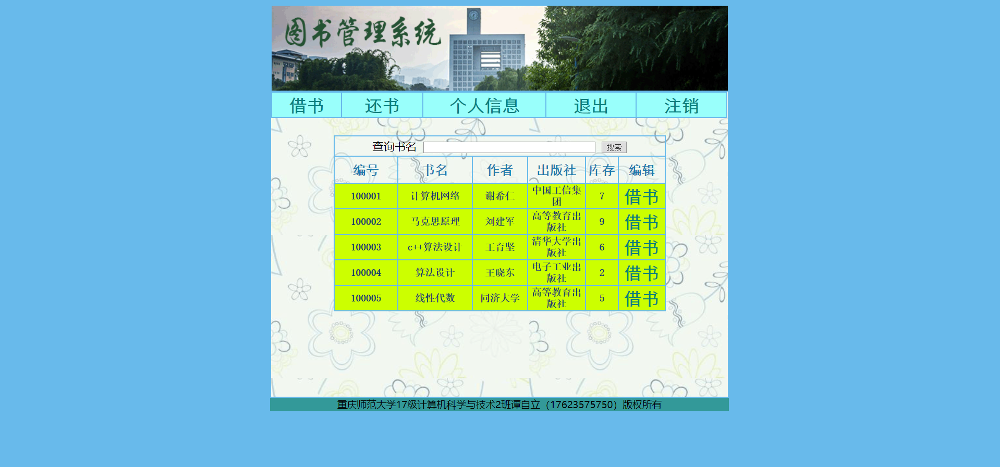 图书管理系统
借书 还书 个人信息 退出 注销
查询书名 搜索
编号 书名 作者 出版社 库存 编辑
100001 计算机网络 谢希仁 中国工信集团 7 借书
100002 马克思原理 刘建军 高等教育出版社 9 借书
100003 c++算法设计 王育坚 清华大学出版社 6 借书
100004 算法设计 王晓东 电子工业出版社 2 借书
100005 线性代数 同济大学 高等教育出版社 5 借书
重庆师范大学17级计算机科学与技术2班谭自立（17623575750）版权所有